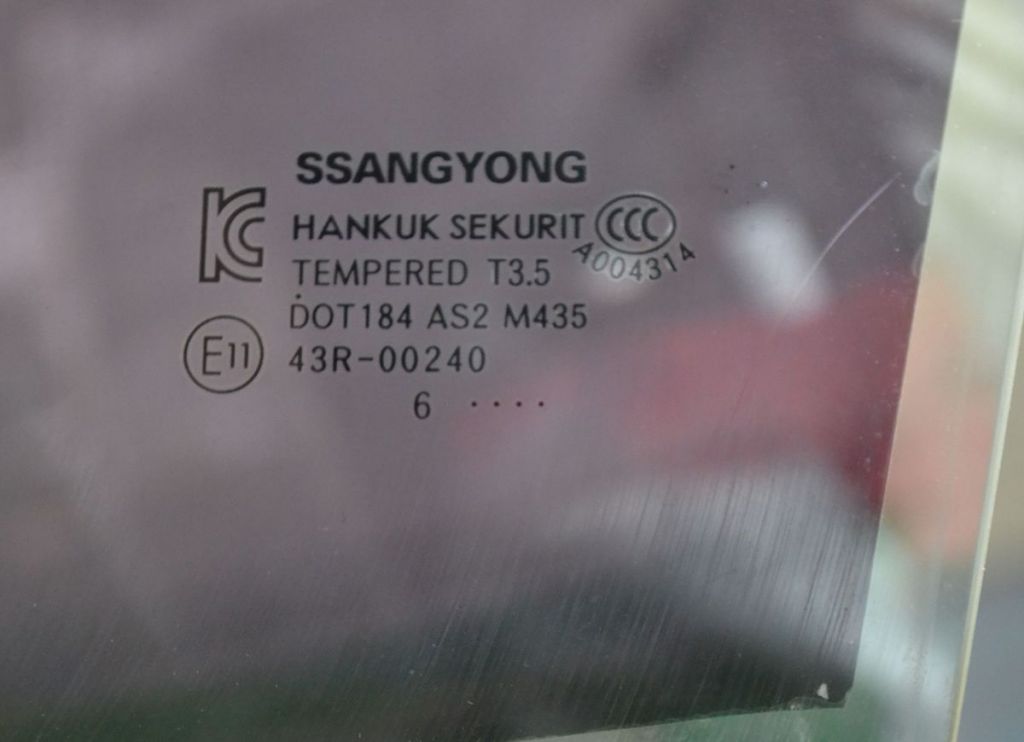 SSANGYONG
KC
HANKUK SEKURIT CCC
A004314
TEMPERED T3.5
DOT184 AS2 M435
E11 43R-00240
6 ....